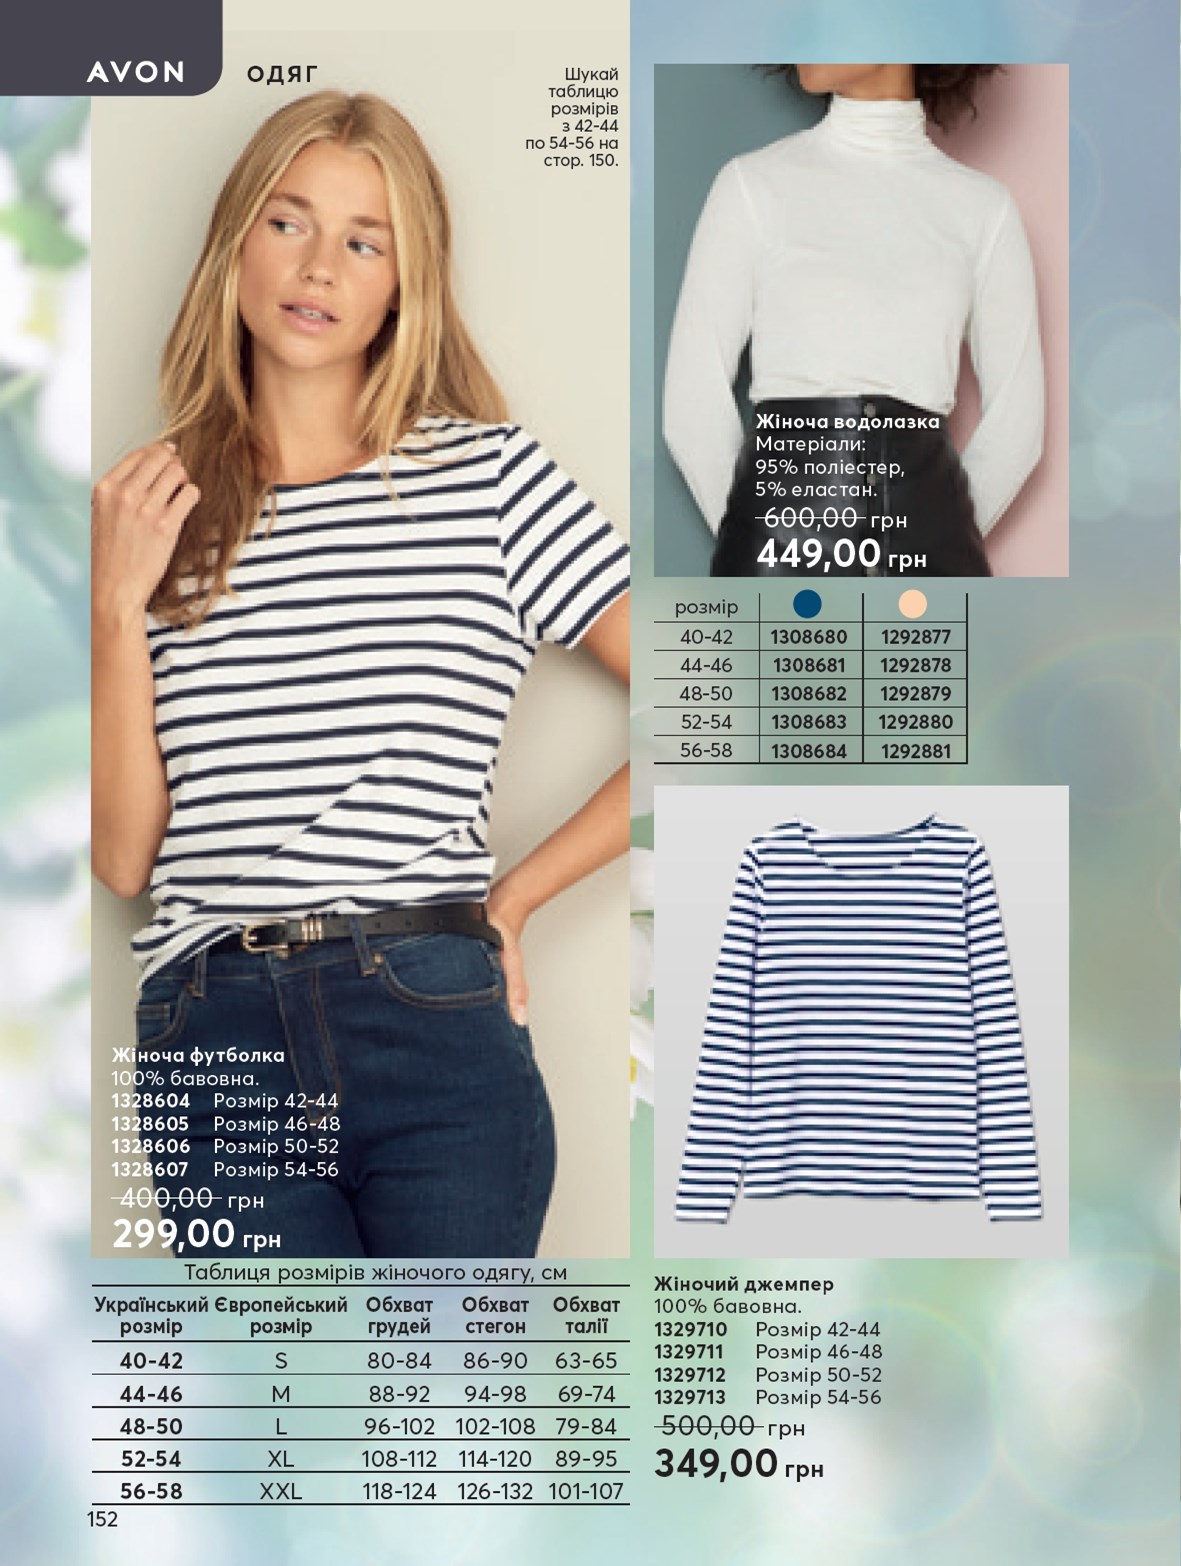 AVON
ОДЯГ
Шукай
таблицю
розмірів
з 42-44
по 54-56 на
стор. 150.
Жіноча водолазка
Матеріали:
95% поліестер,
5% еластан.
600,00 грн
449,00 грн
розмір
40-42 1308680 1292877
44-46 1308681 1292878
48-50 1308682 1292879
52-54 1308683 1292880
56-58 1308684 1292881
Жіноча футболка
100% бавовна.
1328604 Розмір 42-44
1328605 Розмір 46-48
1328606 Розмір 50-52
1328607 Розмір 54-56
400,00 грн
299,00 грн
Таблиця розмірів жіночого одягу, см
Український Європейський Обхват Обхват Обхват
розмір розмір грудей стегон талії
40-42 S 80-84 86-90 63-65
44-46 M 88-92 94-98 69-74
48-50 L 96-102 102-108 79-84
52-54 XL 108-112 114-120 89-95
56-58 XXL 118-124 126-132 101-107
Жіночий джемпер
100% бавовна.
1329710 Розмір 42-44
1329711 Розмір 46-48
1329712 Розмір 50-52
1329713 Розмір 54-56
500,00 грн
349,00 грн
152